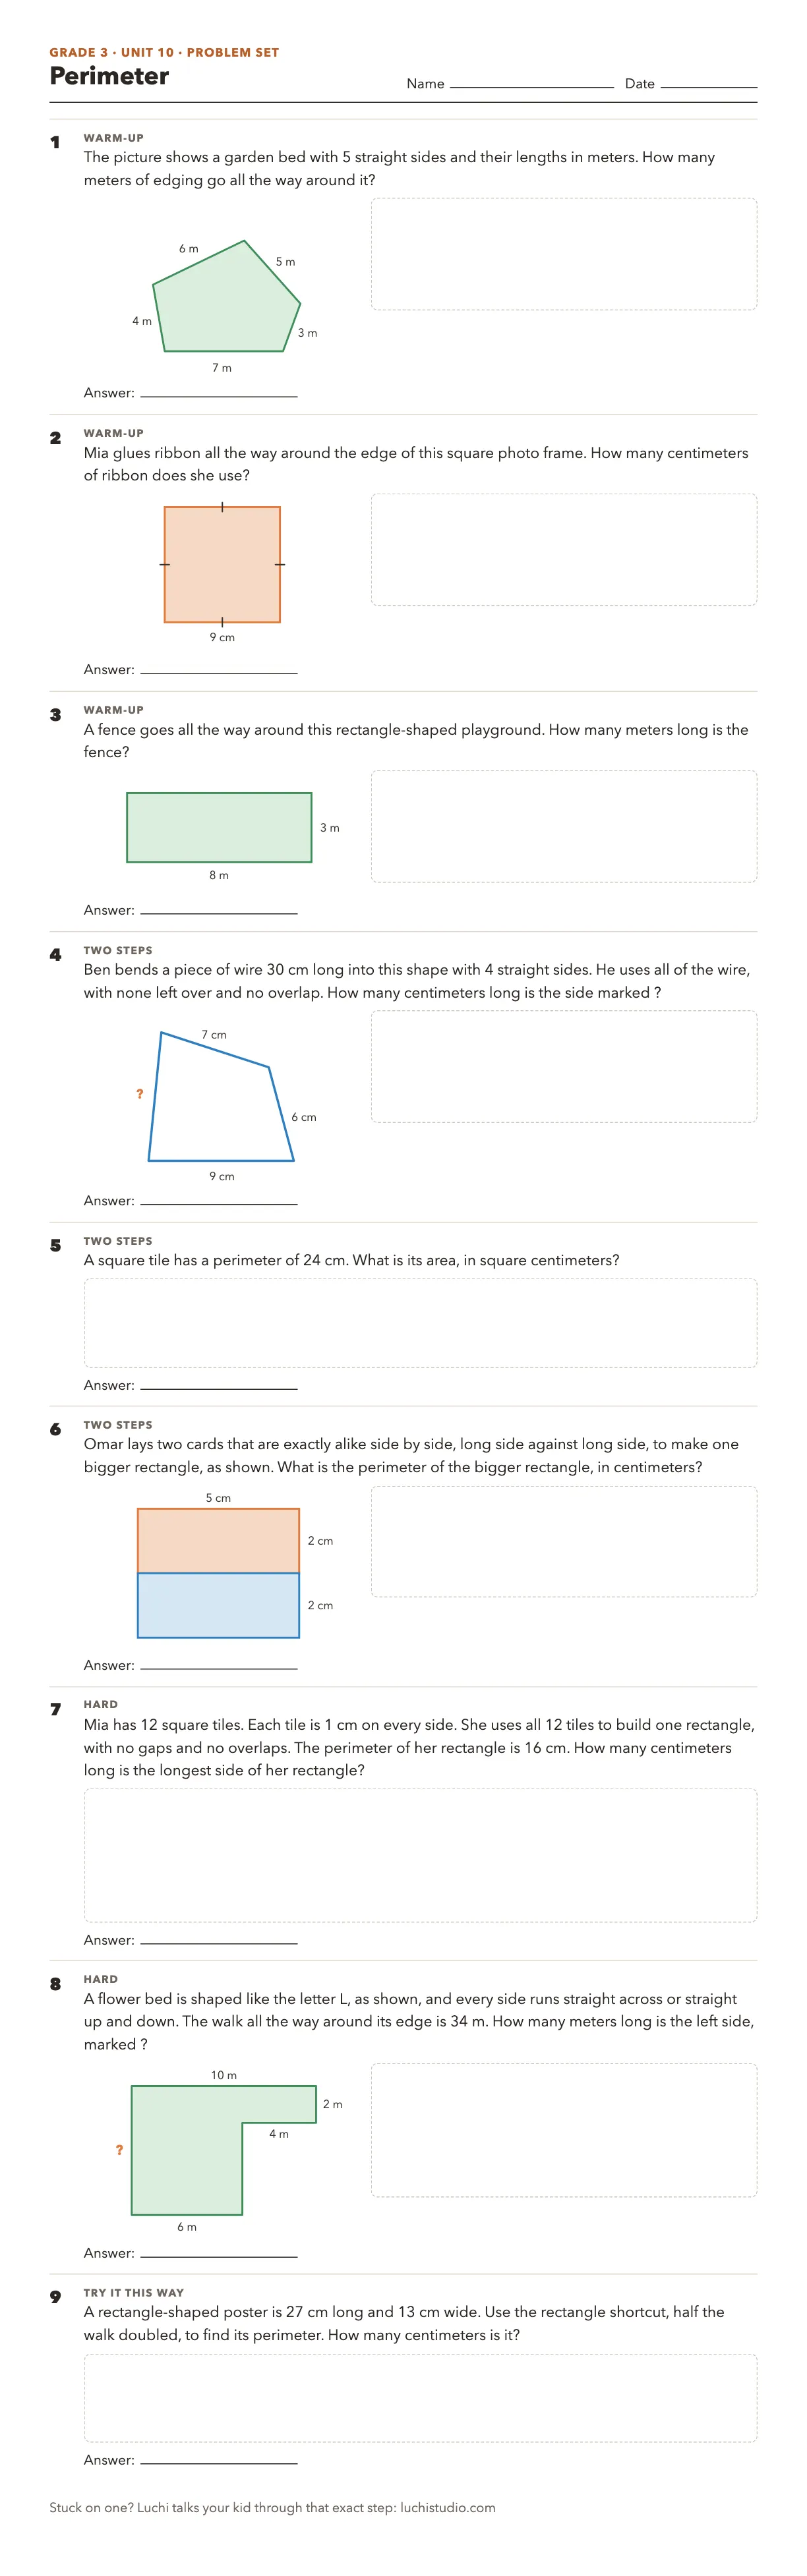 GRADE 3 · UNIT 10 · PROBLEM SET
Perimeter
Name
Date
1
WARM-UP
The picture shows a garden bed with 5 straight sides and their lengths in meters. How many
meters of edging go all the way around it?
6 m
5 m
4 m
3 m
7 m
Answer:
2
WARM-UP
Mia glues ribbon all the way around the edge of this square photo frame. How many centimeters
of ribbon does she use?
9 cm
Answer:
3
WARM-UP
A fence goes all the way around this rectangle-shaped playground. How many meters long is the
fence?
3 m
8 m
Answer:
4
TWO STEPS
Ben bends a piece of wire 30 cm long into this shape with 4 straight sides. He uses all of the wire,
with none left over and no overlap. How many centimeters long is the side marked ?
7 cm
?
6 cm
9 cm
Answer:
5
TWO STEPS
A square tile has a perimeter of 24 cm. What is its area, in square centimeters?
Answer:
6
TWO STEPS
Omar lays two cards that are exactly alike side by side, long side against long side, to make one
bigger rectangle, as shown. What is the perimeter of the bigger rectangle, in centimeters?
5 cm
2 cm
2 cm
Answer:
7
HARD
Mia has 12 square tiles. Each tile is 1 cm on every side. She uses all 12 tiles to build one rectangle,
with no gaps and no overlaps. The perimeter of her rectangle is 16 cm. How many centimeters
long is the longest side of her rectangle?
Answer:
8
HARD
A flower bed is shaped like the letter L, as shown, and every side runs straight across or straight
up and down. The walk all the way around its edge is 34 m. How many meters long is the left side,
marked ?
10 m
2 m
4 m
?
6 m
Answer:
9
TRY IT THIS WAY
A rectangle-shaped poster is 27 cm long and 13 cm wide. Use the rectangle shortcut, half the
walk doubled, to find its perimeter. How many centimeters is it?
Answer:
Stuck on one? Luchi talks your kid through that exact step: luchistudio.com